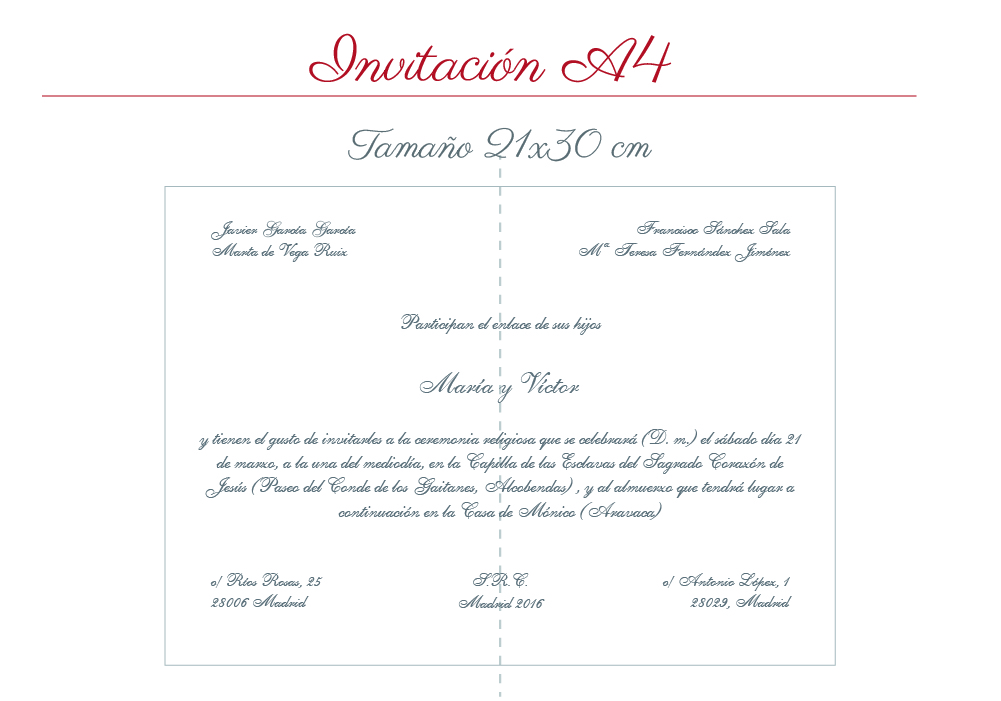 Invitación A4
Tamaño 21x30 cm
Javier García García
Marta de Vega Ruiz
Francisco Sánchez Sala
Mª Teresa Fernández Jiménez
Participan el enlace de sus hijos
María y Víctor
y tienen el gusto de invitarles a la ceremonia religiosa que se celebrará (D. m.) el sábado día 21
de marzo, a la una del mediodía, en la Capilla de las Esclavas del Sagrado Corazón de
Jesús (Paseo del Conde de los Gaitanes, Alcobendas) , y al almuerzo que tendrá lugar a
continuación en la Casa de Mónico (Aravaca)
c/ Ríos Rosas, 25
28006 Madrid
S.R.C.
Madrid 2016
c/ Antonio López, 1
28029, Madrid